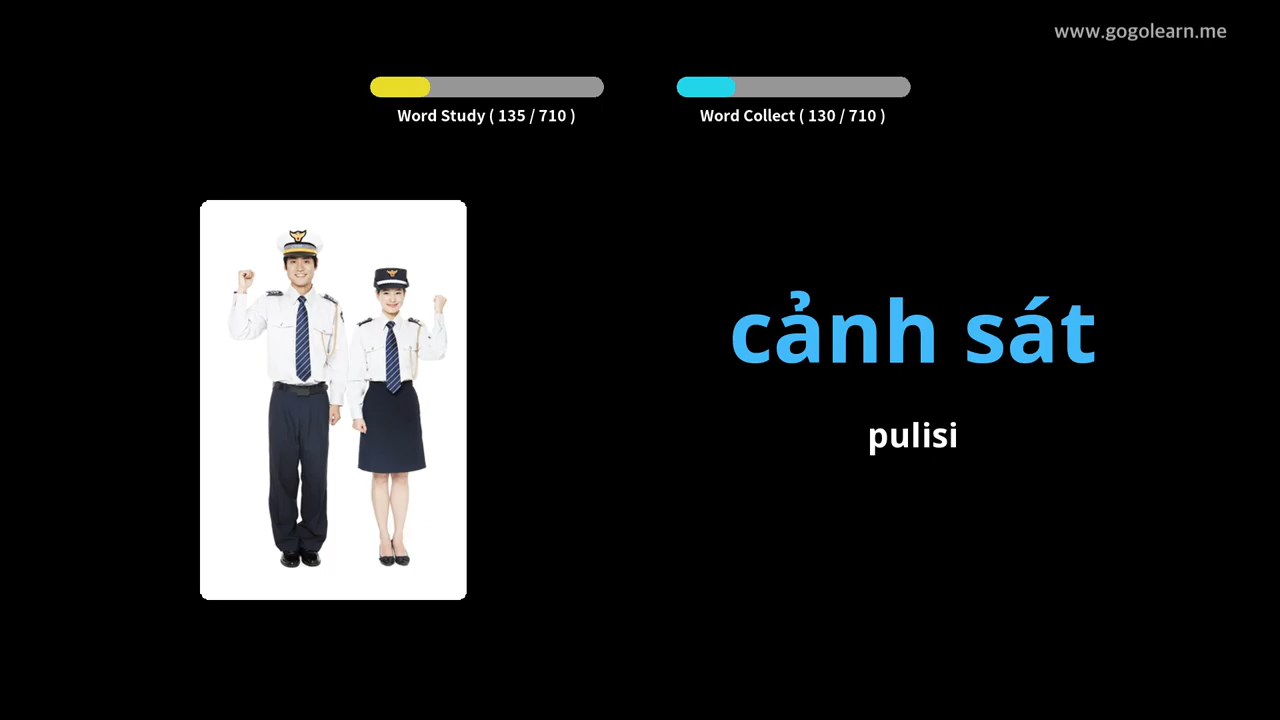 www.gogolearn.me
Word Study ( 135 / 710 )
Word Collect ( 130 / 710 )
cảnh sát
pulisi